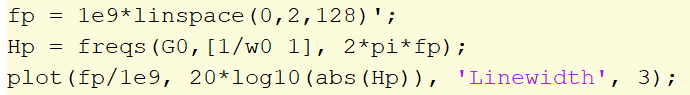 fp = 1e9*linspace(0,2,128)';
Hp = freqs(G0,[1/w0 1], 2*pi*fp);
plot(fp/1e9, 20*log10(abs(Hp)), 'Linewidth', 3);